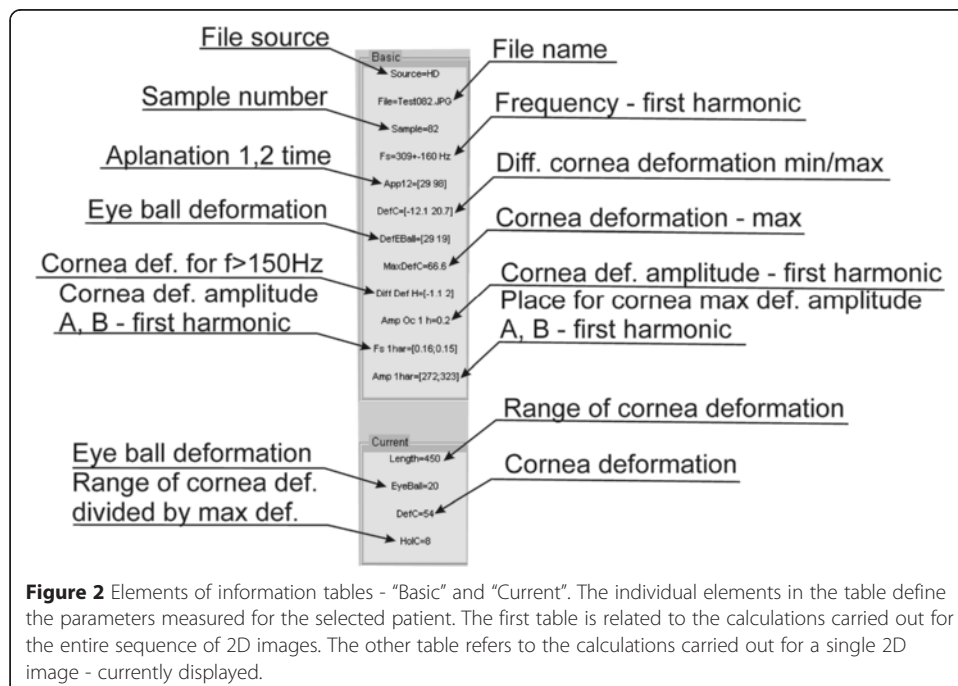 File source
Basic
File name
Source=HD
Sample number
File=Test082.JPG
Frequency - first harmonic
Sample=82
Aplanation 1,2 time
Fs=309+-160 Hz
Diff. cornea deformation min/max
App12=[29 98]
Eye ball deformation
DefC=[-12.1 20.7]
Cornea deformation - max
DefEBall=[29 19]
Cornea def. for f>150Hz
MaxDefC=66.6
Cornea def. amplitude - first harmonic
Diff Def H=[-1.1 2]
Cornea def. amplitude
A, B - first harmonic
Place for cornea max def. amplitude
A, B - first harmonic
Amp Oc 1 h=0.2
Fs 1har=[0.16;0.15]
Amp 1har=[272;323]
Range of cornea deformation
Current
Length=450
Eye ball deformation
Cornea deformation
EyeBall=20
Range of cornea def.
divided by max def.
DefC=54
HolC=8
Figure 2 Elements of information tables - “Basic” and “Current”. The individual elements in the table define
the parameters measured for the selected patient. The first table is related to the calculations carried out for
the entire sequence of 2D images. The other table refers to the calculations carried out for a single 2D
image - currently displayed.